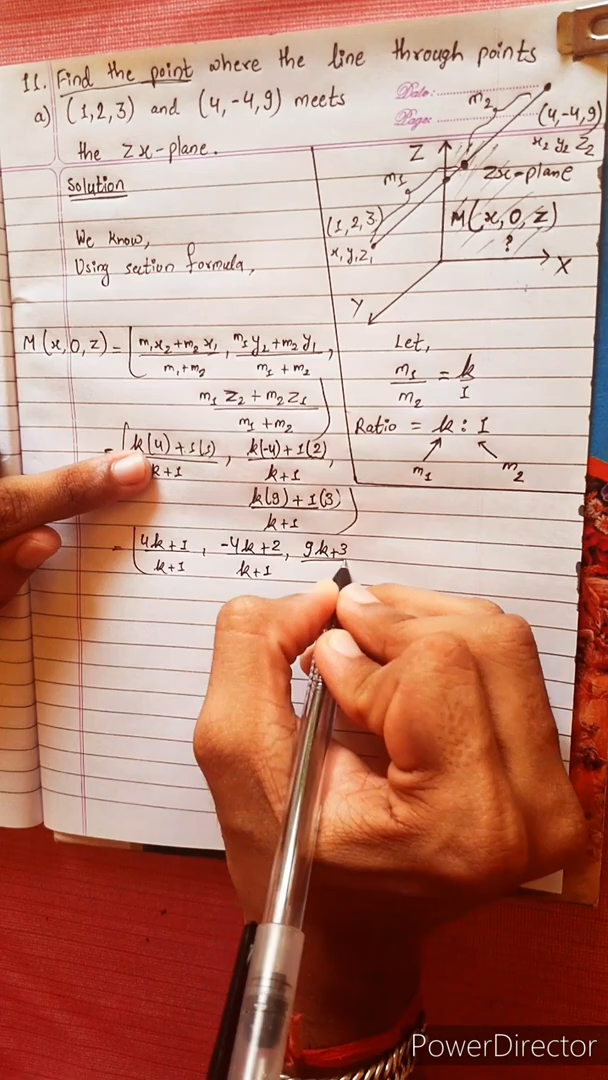 11. Find the point where the line through points
a) (1,2,3) and (4,-4,9) meets
the zx-plane.
Date:
Page:
Solution
We know,
Using section formula,
m₂
(4,-4,9)
x₂ y₂ z₂
Z
zx-plane
m₁
(1,2,3)
x₁ y₁ z₁
M(x,0,z)
?
X
Y
M(x,0,z) = (m₁x₂+m₂x₁/m₁+m₂, m₁y₂+m₂y₁/m₁+m₂,
m₁z₂+m₂z₁/m₁+m₂)
= (k(4)+1(1)/k+1, k(-4)+1(2)/k+1,
k(9)+1(3)/k+1)
= (4k+1/k+1, -4k+2/k+1, 9k+3
Let,
m₁/m₂ = k/1
Ratio = k : 1
m₁ m₂
PowerDirector